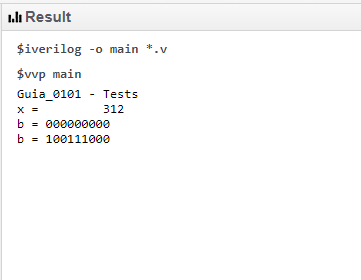 Result
$iverilog -o main *.v
$vvp main
Guia_0101 - Tests
x =         312
b = 000000000
b = 100111000